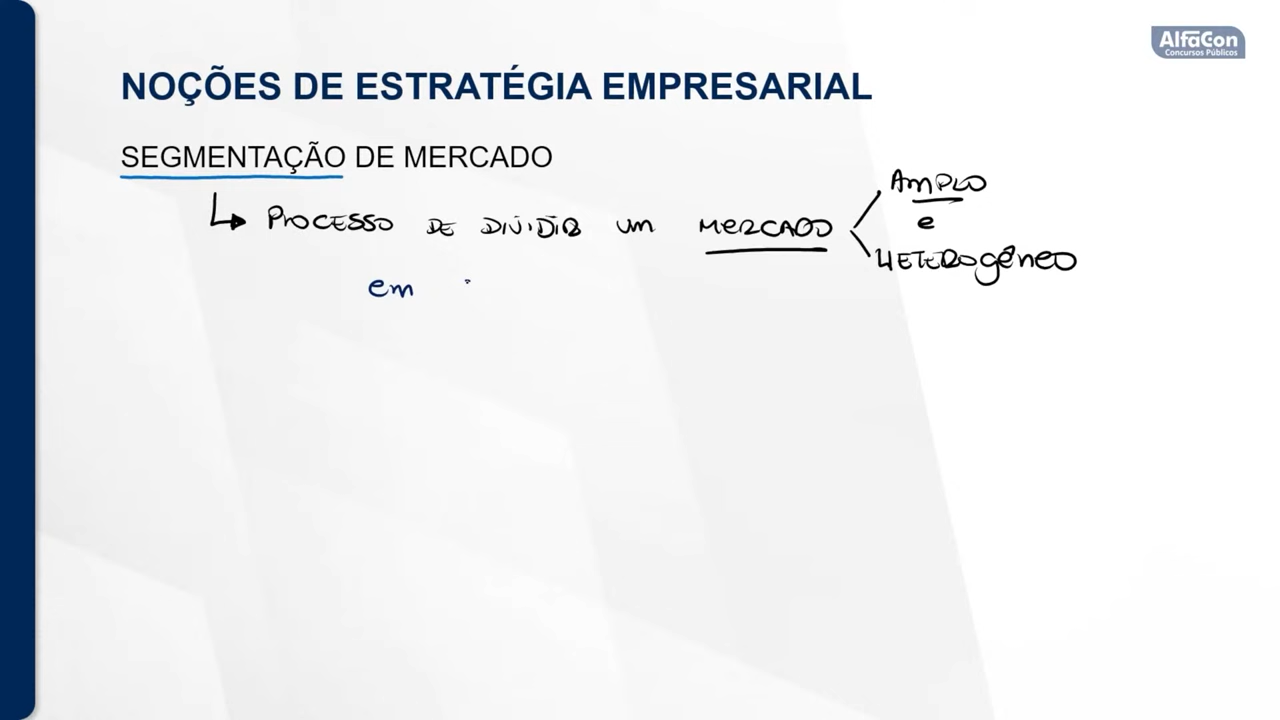 AlfaCon
Concursos Públicos
NOÇÕES DE ESTRATÉGIA EMPRESARIAL
SEGMENTAÇÃO DE MERCADO
PROCESSO DE DIVIDIR UM MERCADO
AMPLO
e
HETEROGÊNEO
em